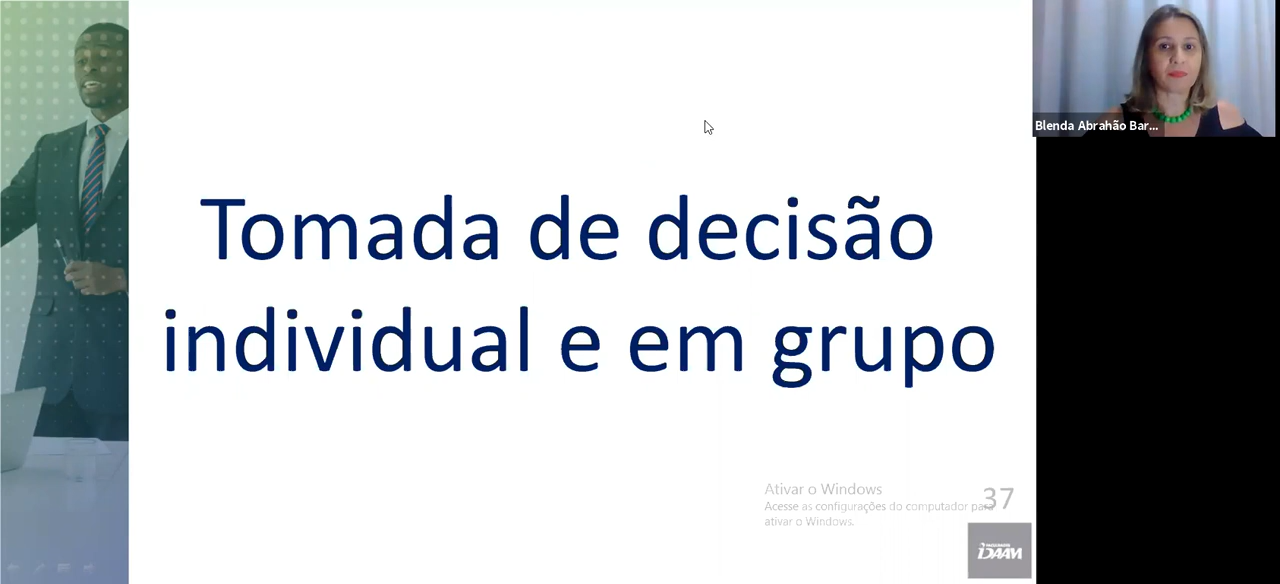 Blenda Abrahão Bar...
Tomada de decisão
individual e em grupo
Ativar o Windows
Acesse as configurações do computador para
ativar o Windows.
37
IDAAM